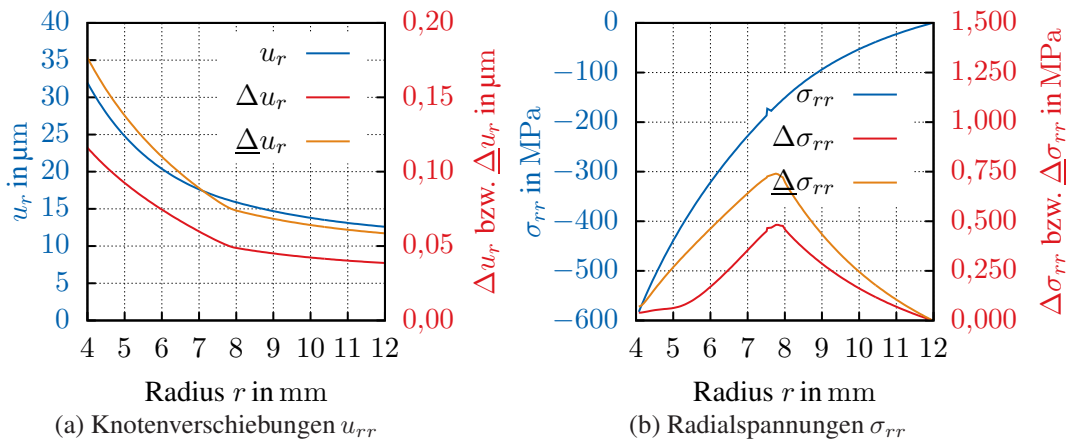 40
35
30
25
20
15
10
5
0
u_r in µm
0,20
0,15
0,10
0,05
0,00
Δu_r bzw. Δ̲u_r in µm
u_r
Δu_r
Δ̲u_r
4 5 6 7 8 9 10 11 12
Radius r in mm
(a) Knotenverschiebungen u_rr
0
−100
−200
−300
−400
−500
−600
σ_rr in MPa
1,500
1,250
1,000
0,750
0,500
0,250
0,000
Δσ_rr bzw. Δ̲σ_rr in MPa
σ_rr
Δσ_rr
Δ̲σ_rr
4 5 6 7 8 9 10 11 12
Radius r in mm
(b) Radialspannungen σ_rr